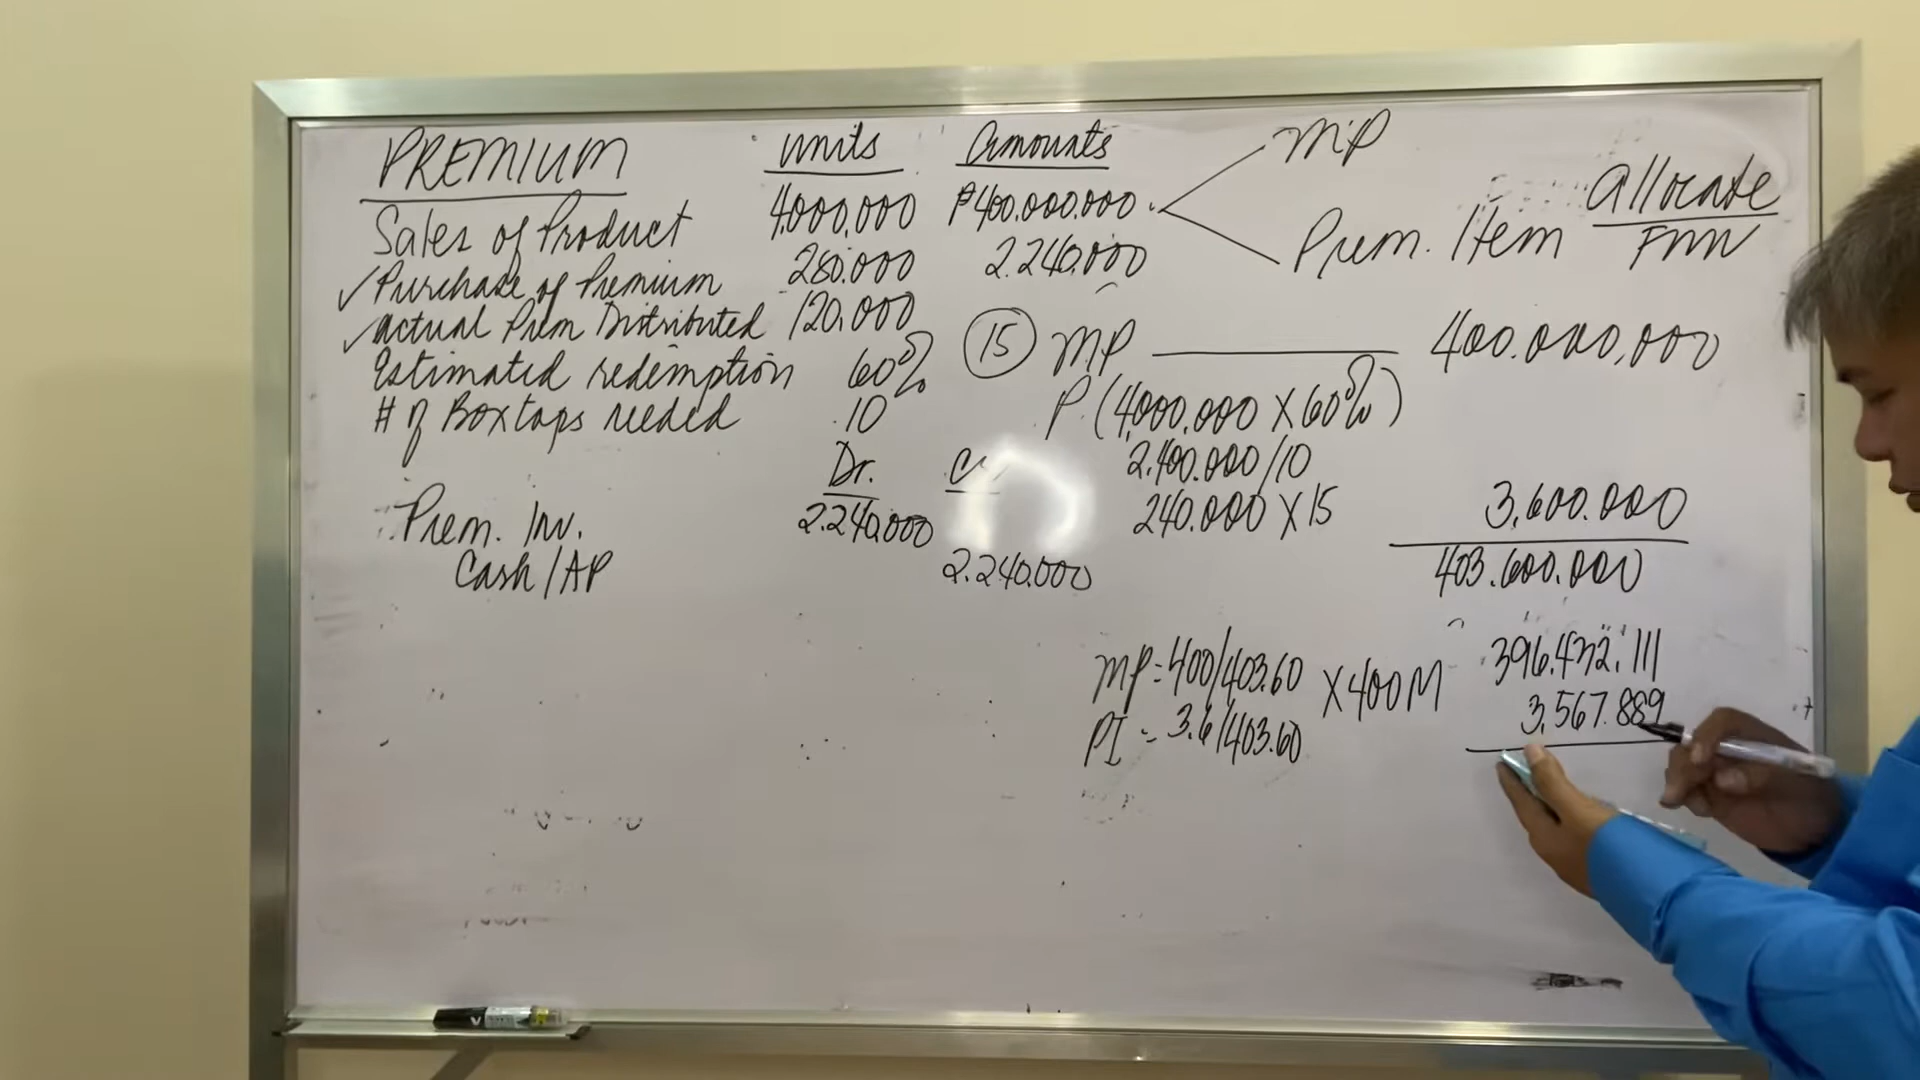 PREMIUM units Amounts
Sales of Product 4,000,000 ₱400.000.000
✓ Purchase of Premium 280.000 2.240.000
✓ Actual Prem Distributed 120,000
Estimated redemption 60%
# of Boxtops needed 10
Dr. Cr.
Prem. Inv. 2.240.000
Cash/AP 2.240.000
MP
Prem. Item
Allocate
FMV
15 MP 400.000,000
P. (4,000.000 X 60%)
2.400.000/10
240.000 X 15 3,600.000
403.600.000
MP = 400/403.60 X 400M 396.432.111
PI = 3.6/403.60 3,567.889